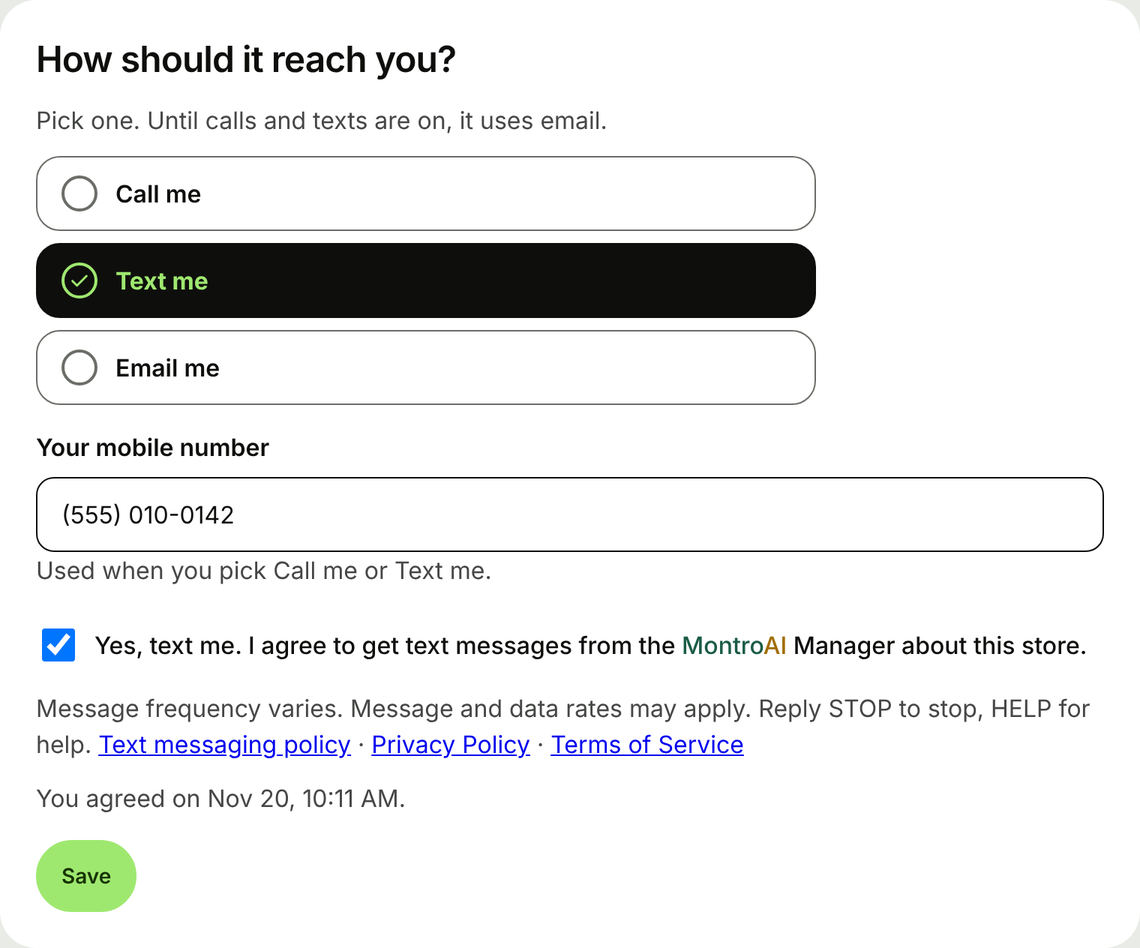 How should it reach you?
Pick one. Until calls and texts are on, it uses email.
Call me
Text me
Email me
Your mobile number
(555) 010-0142
Used when you pick Call me or Text me.
Yes, text me. I agree to get text messages from the MontroAI Manager about this store.
Message frequency varies. Message and data rates may apply. Reply STOP to stop, HELP for
help. Text messaging policy · Privacy Policy · Terms of Service
You agreed on Nov 20, 10:11 AM.
Save